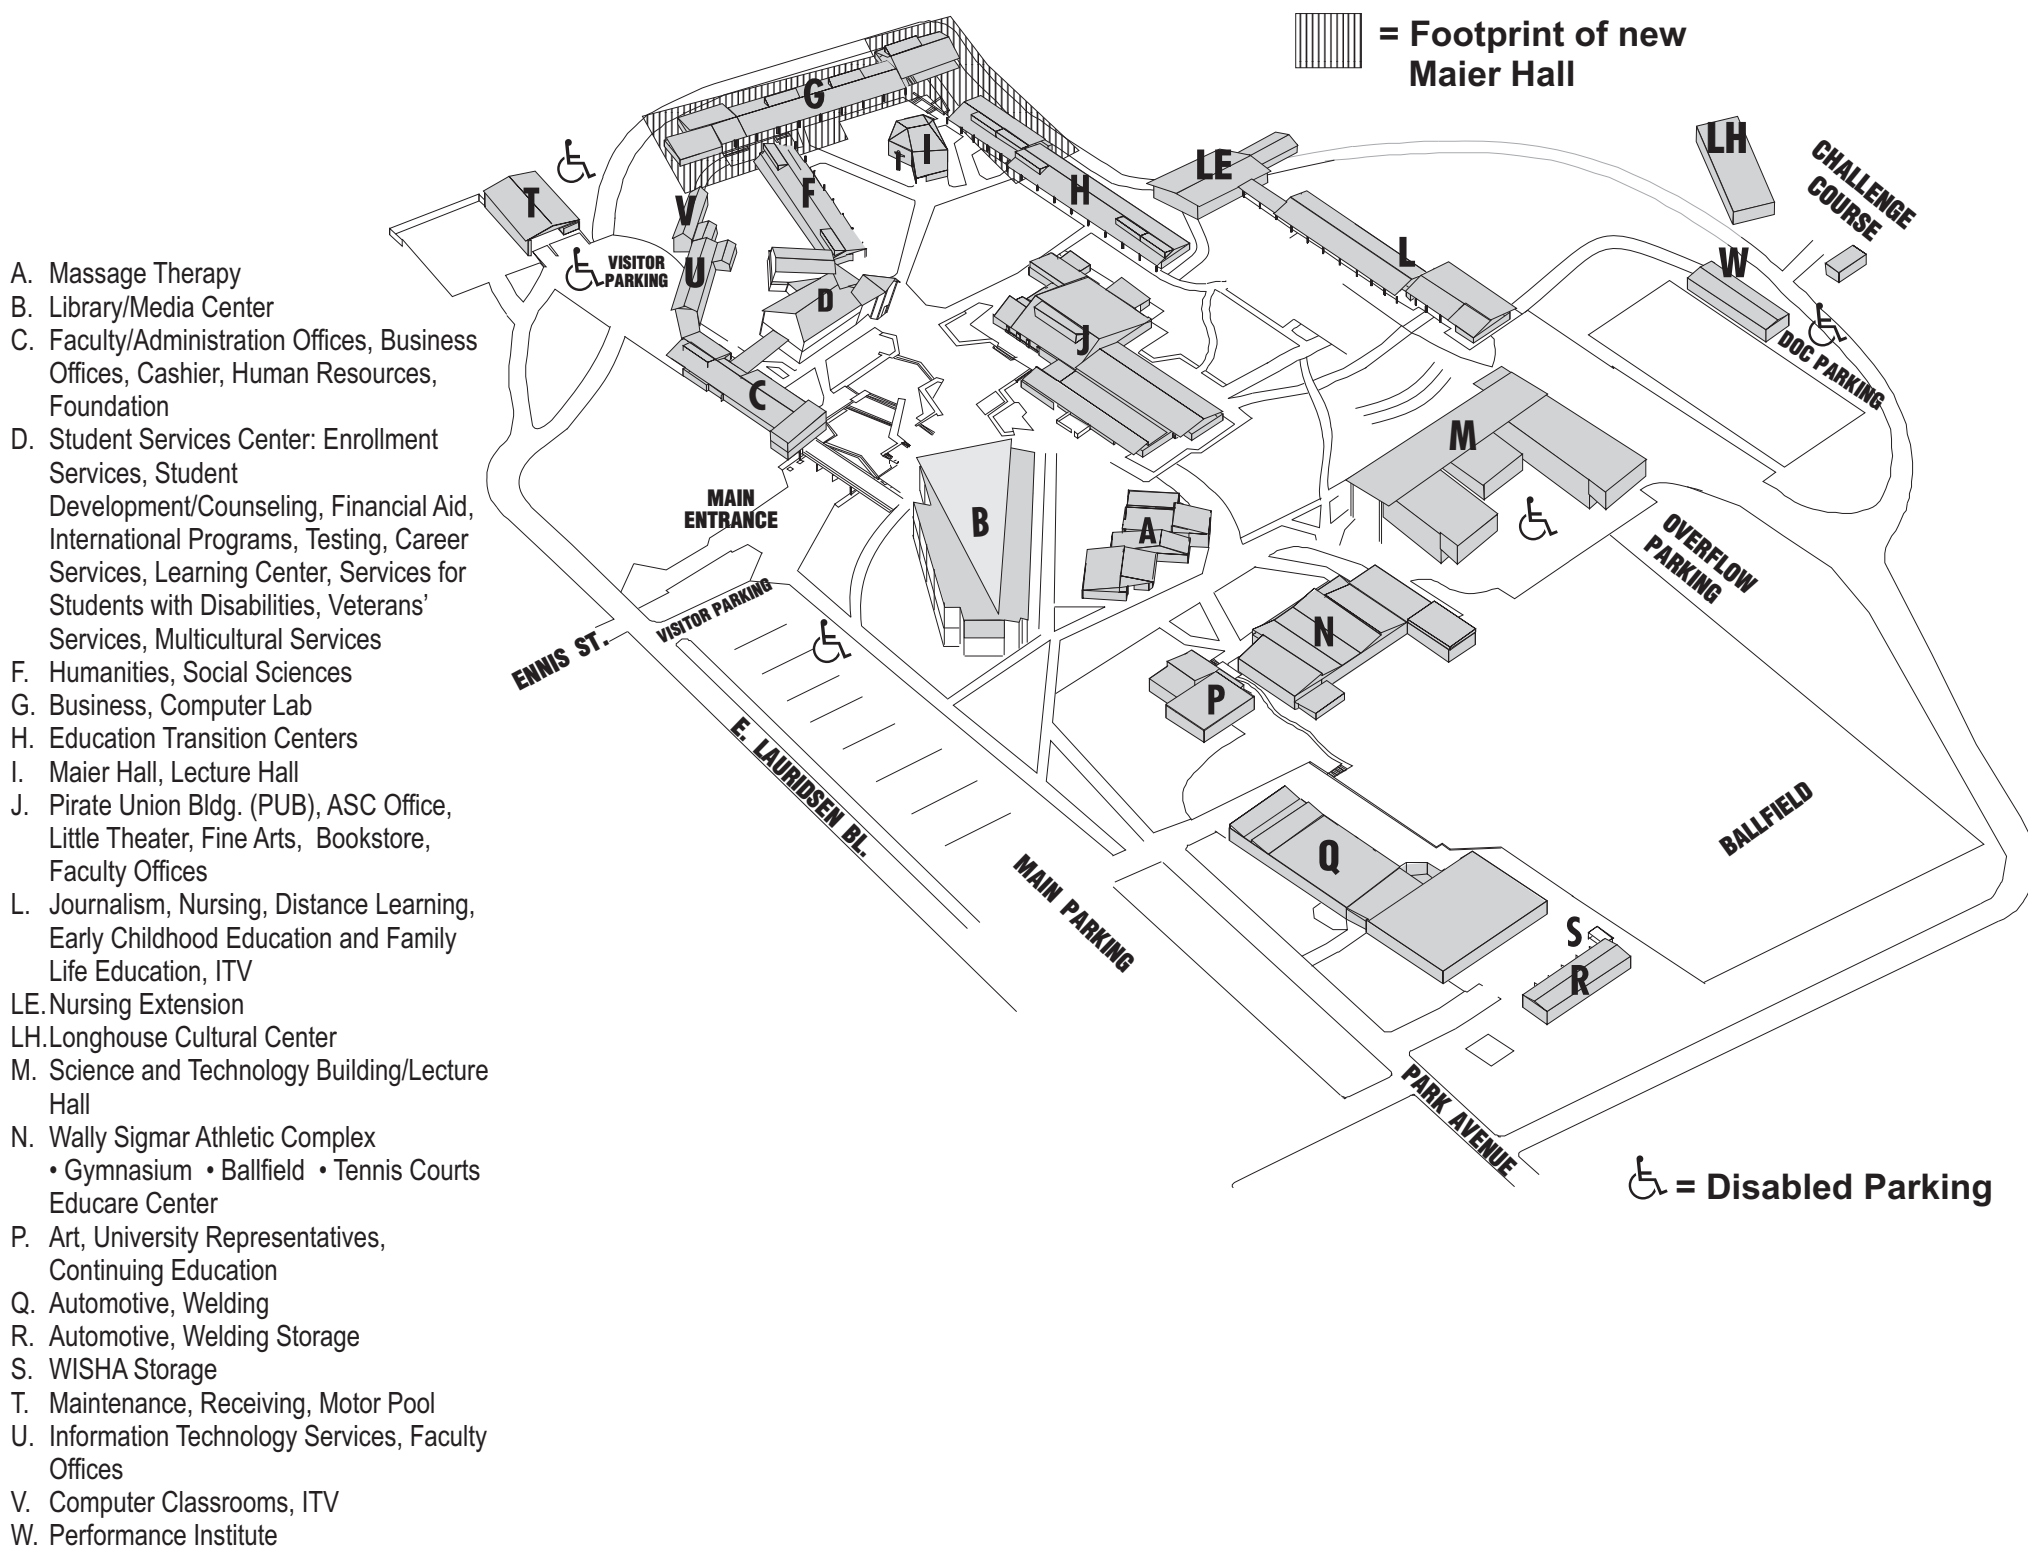 = Footprint of new
Maier Hall
G
I
LE
LH
CHALLENGE
COURSE
T
V
F
H
L
W
VISITOR
PARKING
U
D
J
DOC PARKING
C
M
MAIN
ENTRANCE
B
A
OVERFLOW
PARKING
VISITOR PARKING
ENNIS ST.
N
P
E. LAURIDSEN BL.
BALLFIELD
MAIN PARKING
Q
S
R
PARK AVENUE
= Disabled Parking
A. Massage Therapy
B. Library/Media Center
C. Faculty/Administration Offices, Business
Offices, Cashier, Human Resources,
Foundation
D. Student Services Center: Enrollment
Services, Student
Development/Counseling, Financial Aid,
International Programs, Testing, Career
Services, Learning Center, Services for
Students with Disabilities, Veterans’
Services, Multicultural Services
F. Humanities, Social Sciences
G. Business, Computer Lab
H. Education Transition Centers
I. Maier Hall, Lecture Hall
J. Pirate Union Bldg. (PUB), ASC Office,
Little Theater, Fine Arts, Bookstore,
Faculty Offices
L. Journalism, Nursing, Distance Learning,
Early Childhood Education and Family
Life Education, ITV
LE. Nursing Extension
LH. Longhouse Cultural Center
M. Science and Technology Building/Lecture
Hall
N. Wally Sigmar Athletic Complex
• Gymnasium • Ballfield • Tennis Courts
Educare Center
P. Art, University Representatives,
Continuing Education
Q. Automotive, Welding
R. Automotive, Welding Storage
S. WISHA Storage
T. Maintenance, Receiving, Motor Pool
U. Information Technology Services, Faculty
Offices
V. Computer Classrooms, ITV
W. Performance Institute